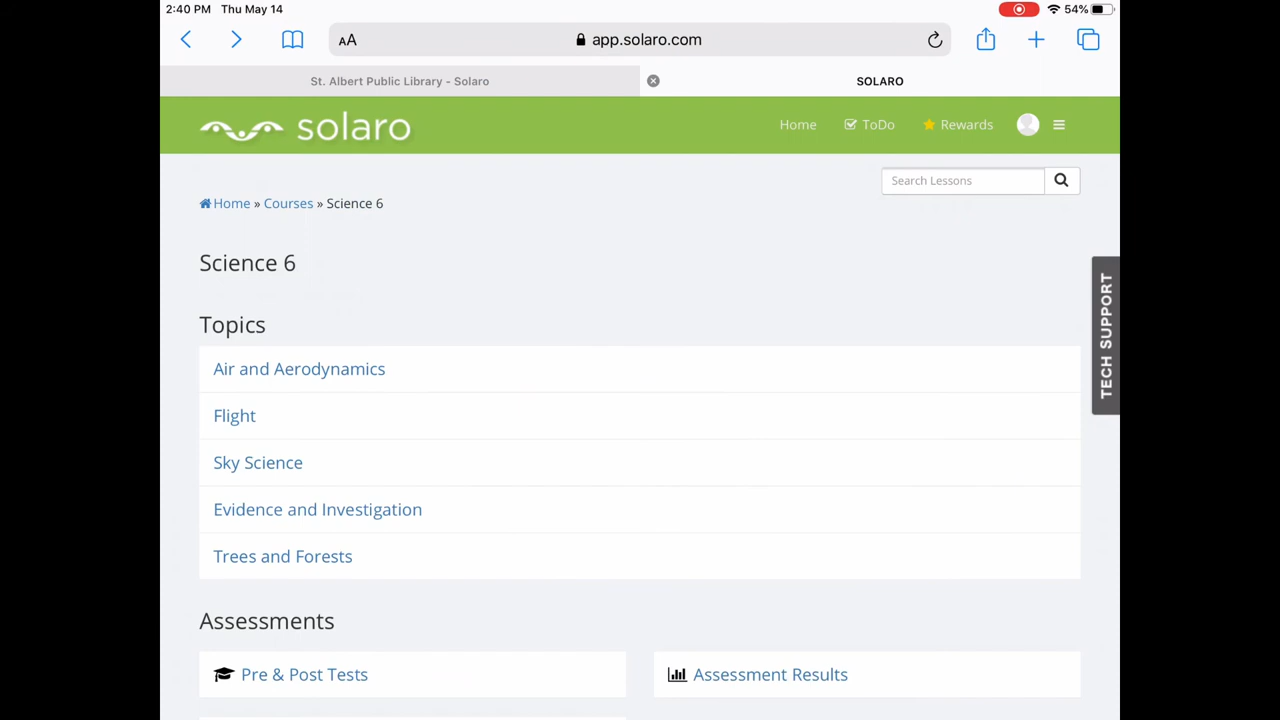 2:40 PM Thu May 14
54%
AA
app.solaro.com
St. Albert Public Library - Solaro
SOLARO
solaro
Home
ToDo
Rewards
Search Lessons
Home » Courses » Science 6
Science 6
TECH SUPPORT
Topics
Air and Aerodynamics
Flight
Sky Science
Evidence and Investigation
Trees and Forests
Assessments
Pre & Post Tests
Assessment Results